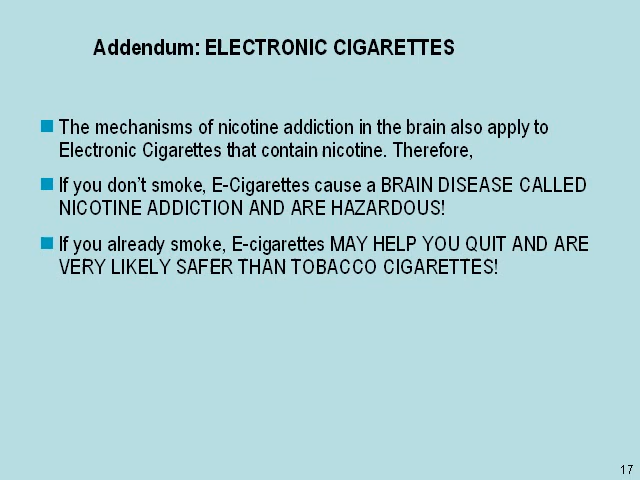 Addendum: ELECTRONIC CIGARETTES
The mechanisms of nicotine addiction in the brain also apply to
Electronic Cigarettes that contain nicotine. Therefore,
If you don't smoke, E-Cigarettes cause a BRAIN DISEASE CALLED
NICOTINE ADDICTION AND ARE HAZARDOUS!
If you already smoke, E-cigarettes MAY HELP YOU QUIT AND ARE
VERY LIKELY SAFER THAN TOBACCO CIGARETTES!
17